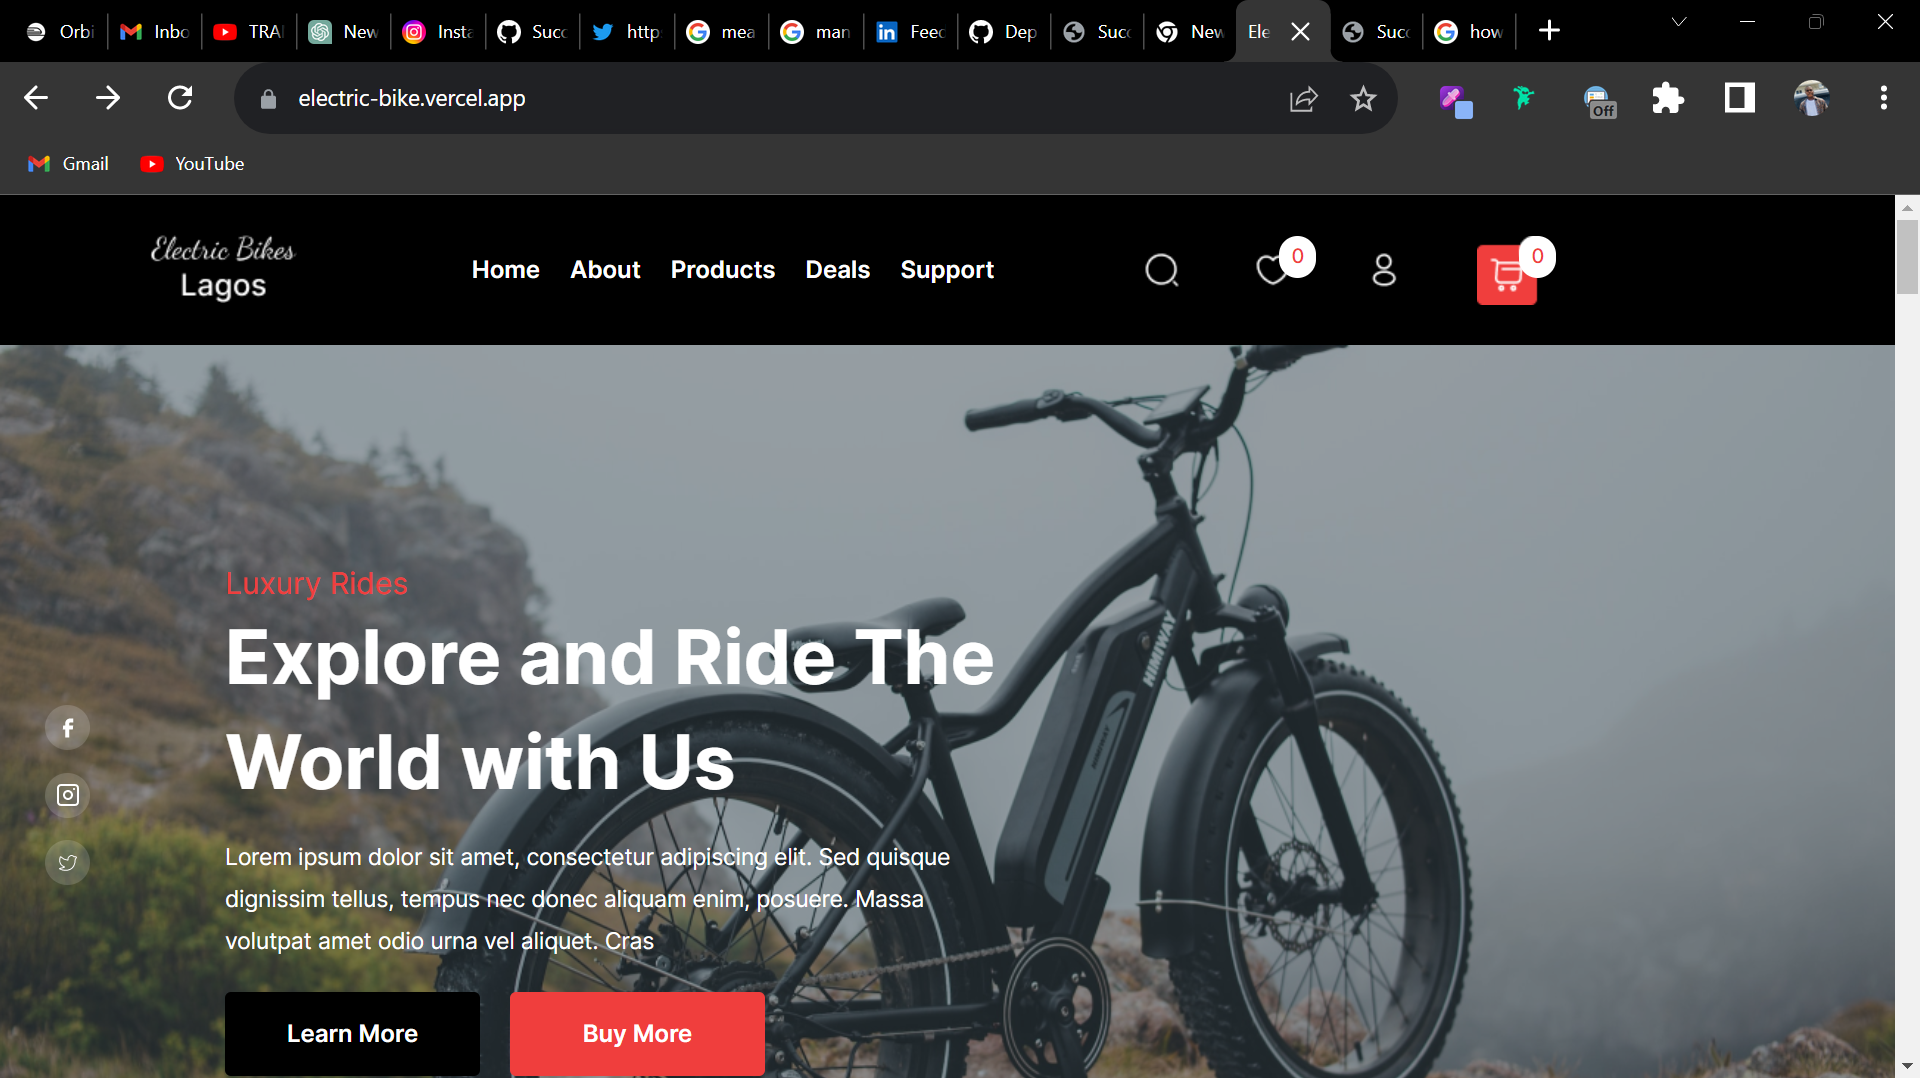 Orbi Inbo TRA New Insta Succ http mea man Feed Dep Succ New Ele Succ how
electric-bike.vercel.app
Off
Gmail YouTube
Electric Bikes
Lagos
Home About Products Deals Support
0
0
Luxury Rides
Explore and Ride The
World with Us
HIMIWAY
Lorem ipsum dolor sit amet, consectetur adipiscing elit. Sed quisque
dignissim tellus, tempus nec donec aliquam enim, posuere. Massa
volutpat amet odio urna vel aliquet. Cras
Learn More Buy More